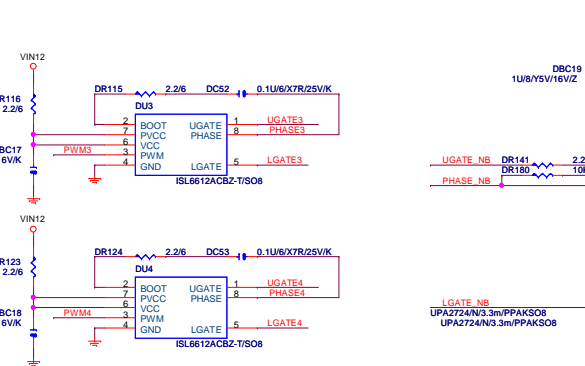 VIN12
DBC19
1U/8/Y5V/16V/Z
DR115 2.2/6 DC52 0.1U/6/X7R/25V/K
R116
2.2/6
DU3
2 BOOT UGATE 1 UGATE3
7 PVCC PHASE 8 PHASE3
6 VCC
PWM3 3 PWM
4 GND LGATE 5 LGATE3
ISL6612ACBZ-T/SO8
BC17
6V/K
UGATE_NB DR141 2.2
DR180
PHASE_NB
VIN12
DR124 2.2/6 DC53 0.1U/6/X7R/25V/K
R123
2.2/6
DU4
2 BOOT UGATE 1 UGATE4
7 PVCC PHASE 8 PHASE4
6 VCC
PWM4 3 PWM
4 GND LGATE 5 LGATE4
ISL6612ACBZ-T/SO8
BC18
6V/K
LGATE_NB
UPA2724/N/3.3m/PPAKSO8
UPA2724/N/3.3m/PPAKSO8